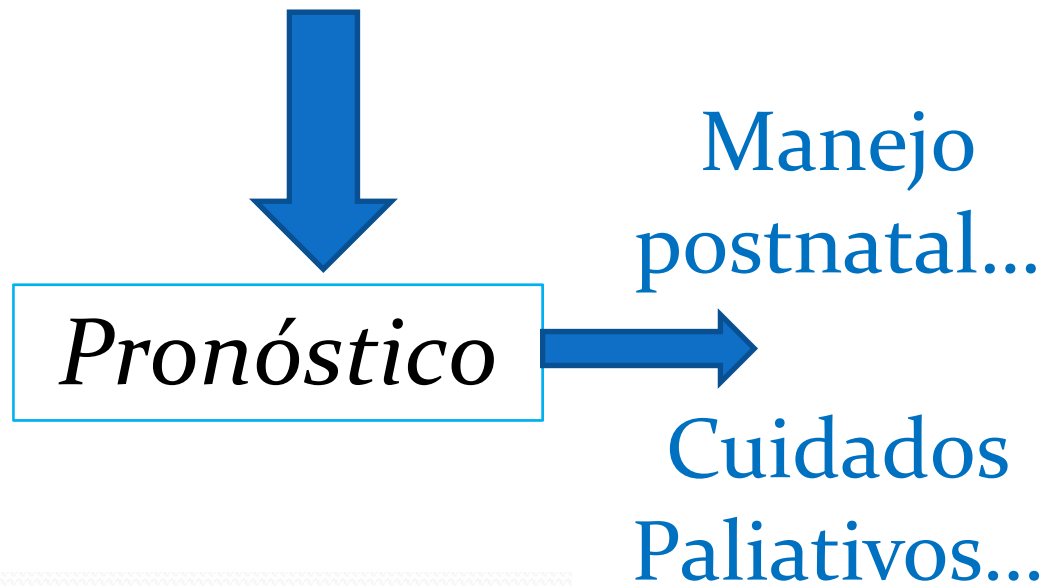 Manejo
postnatal...
Pronóstico
Cuidados
Paliativos...